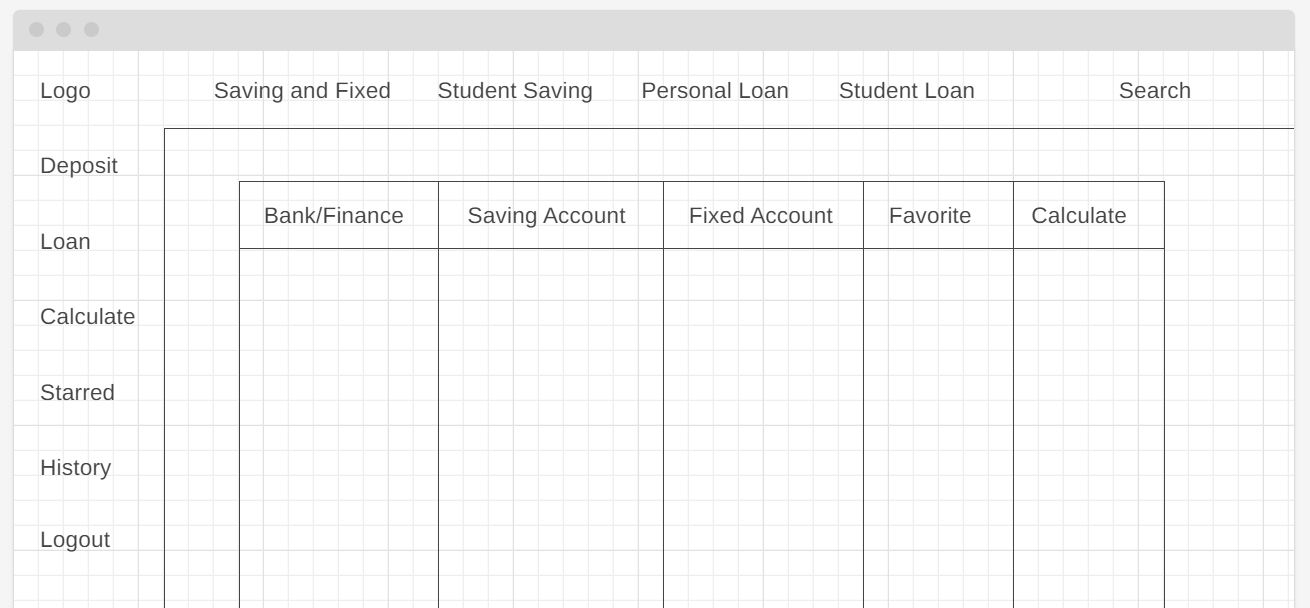 Logo
Saving and Fixed
Student Saving
Personal Loan
Student Loan
Search
Deposit
Loan
Calculate
Starred
History
Logout
Bank/Finance
Saving Account
Fixed Account
Favorite
Calculate